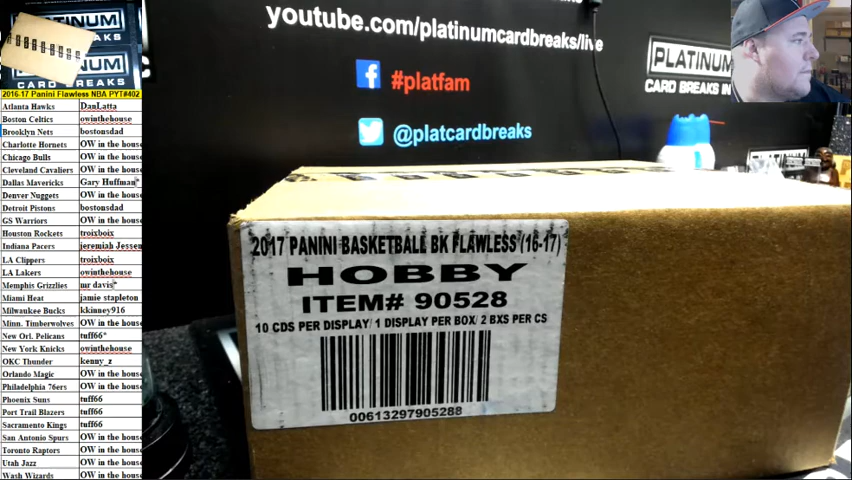 youtube.com/platinumcardbreaks/live
#platfam
@platcardbreaks
PLATINUM
CARD BREAKS IN
PLATINUM
CARD BREAKS
2016-17 Panini Flawless NBA PYT#402
Atlanta Hawks DanLatta
Boston Celtics owinthehouse
Brooklyn Nets bostonsdad
Charlotte Hornets OW in the hous
Chicago Bulls OW in the hous
Cleveland Cavaliers OW in the hous
Dallas Mavericks Gary Huffman*
Denver Nuggets OW in the hous
Detroit Pistons bostonsdad
GS Warriors OW in the hous
Houston Rockets troixboix
Indiana Pacers jeremiah Jessen
LA Clippers troixboix
LA Lakers owinthehouse
Memphis Grizzlies mr davis*
Miami Heat jamie stapleton
Milwaukee Bucks kkinney916
Minn. Timberwolves OW in the hous
New Orl. Pelicans tuff66*
New York Knicks owinthehouse
OKC Thunder kenny_z
Orlando Magic OW in the hous
Philadelphia 76ers OW in the hous
Phoenix Suns tuff66
Port Trail Blazers tuff66
Sacramento Kings tuff66
San Antonio Spurs OW in the hous
Toronto Raptors OW in the hous
Utah Jazz OW in the hous
Wash Wizards OW in the hous
2017 PANINI BASKETBALL BK FLAWLESS (16-17)
HOBBY
ITEM# 90528
10 CDS PER DISPLAY/ 1 DISPLAY PER BOX/ 2 BXS PER CS
00613297905288